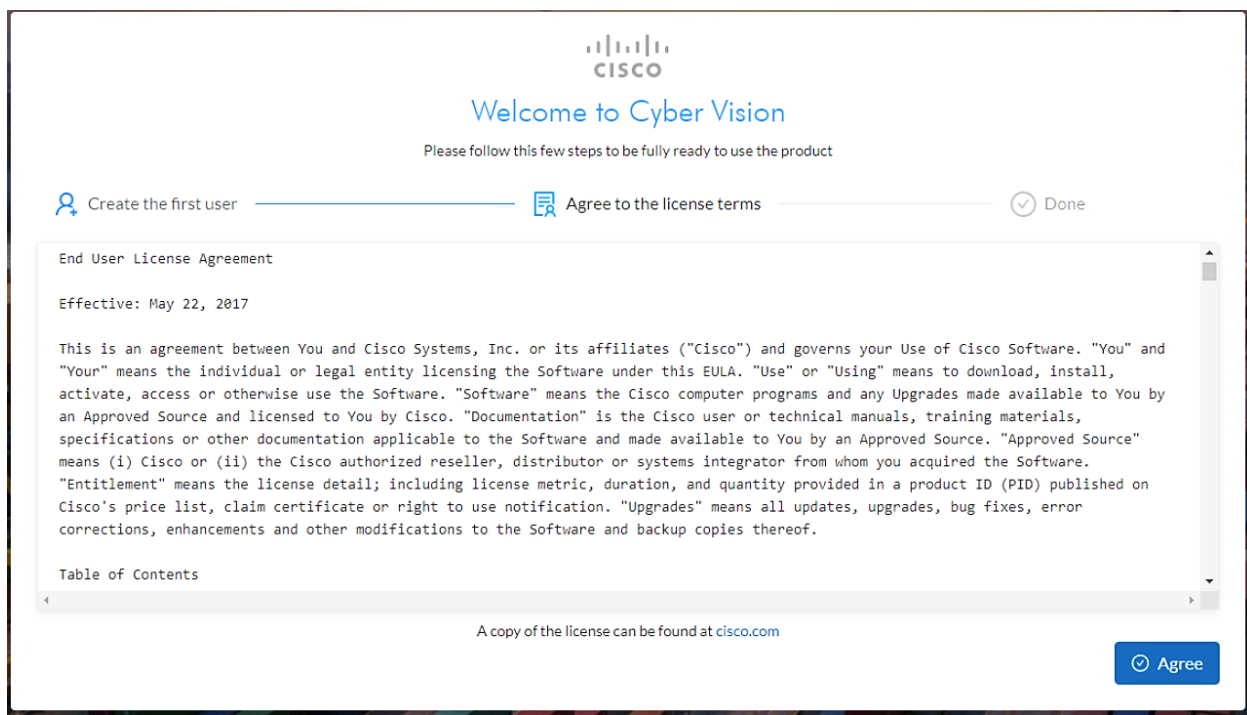 CISCO
Welcome to Cyber Vision
Please follow this few steps to be fully ready to use the product
Create the first user
Agree to the license terms
Done
End User License Agreement
Effective: May 22, 2017
This is an agreement between You and Cisco Systems, Inc. or its affiliates ("Cisco") and governs your Use of Cisco Software. "You" and
"Your" means the individual or legal entity licensing the Software under this EULA. "Use" or "Using" means to download, install,
activate, access or otherwise use the Software. "Software" means the Cisco computer programs and any Upgrades made available to You by
an Approved Source and licensed to You by Cisco. "Documentation" is the Cisco user or technical manuals, training materials,
specifications or other documentation applicable to the Software and made available to You by an Approved Source. "Approved Source"
means (i) Cisco or (ii) the Cisco authorized reseller, distributor or systems integrator from whom you acquired the Software.
"Entitlement" means the license detail; including license metric, duration, and quantity provided in a product ID (PID) published on
Cisco's price list, claim certificate or right to use notification. "Upgrades" means all updates, upgrades, bug fixes, error
corrections, enhancements and other modifications to the Software and backup copies thereof.
Table of Contents
A copy of the license can be found at cisco.com
Agree